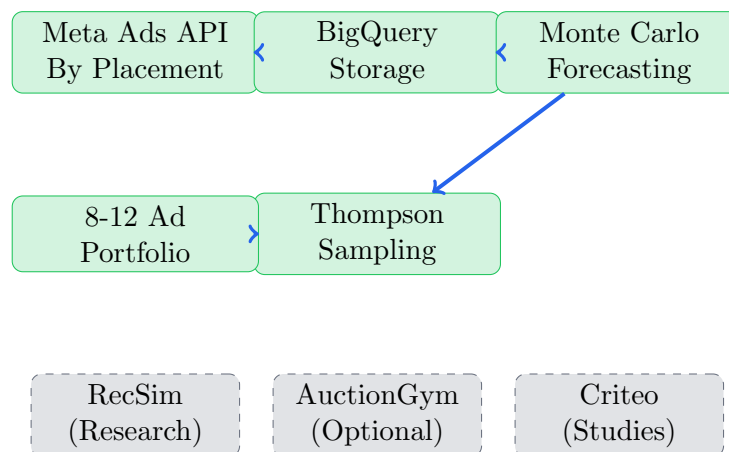 Meta Ads API
By Placement
BigQuery
Storage
Monte Carlo
Forecasting
8-12 Ad
Portfolio
Thompson
Sampling
RecSim
(Research)
AuctionGym
(Optional)
Criteo
(Studies)